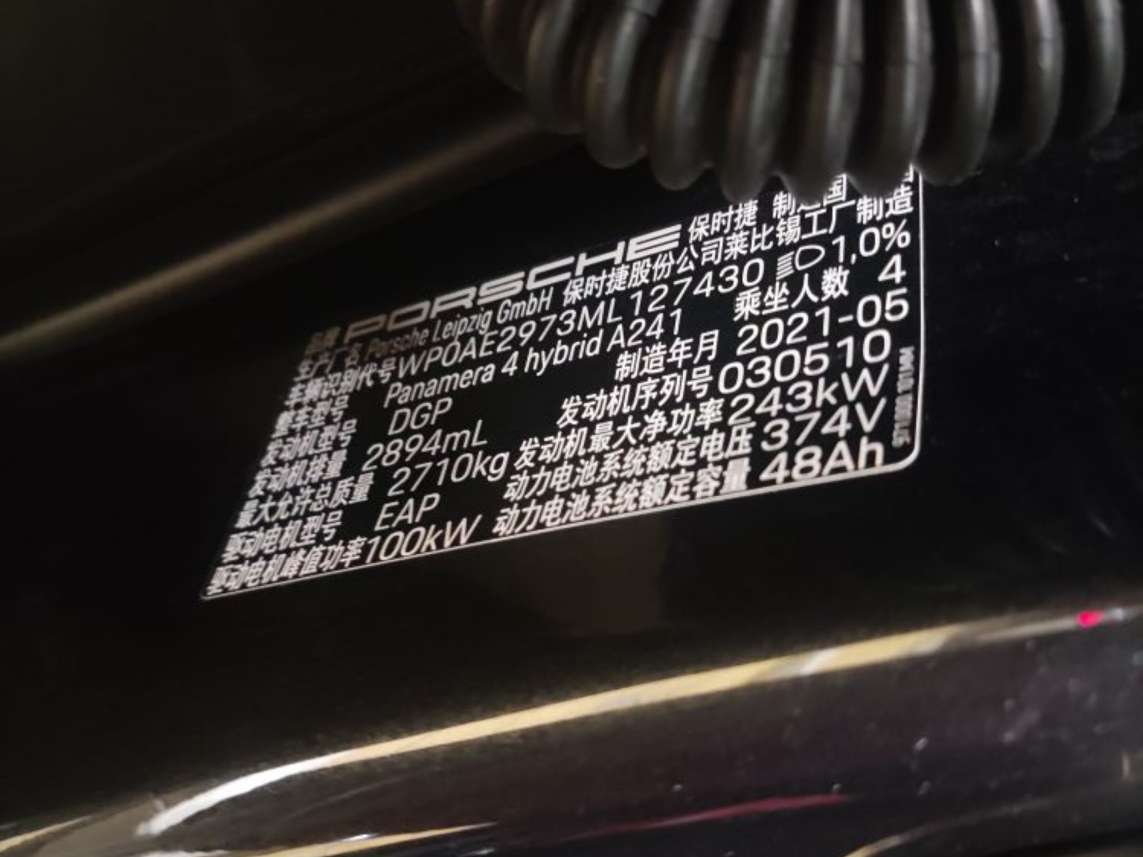 品牌 PORSCHE 保时捷 制造国
生产厂名 Porsche Leipzig GmbH 保时捷股份公司莱比锡工厂制造
车辆识别代号 WP0AE2973ML127430 1,0%
整车型号 Panamera 4 hybrid A241 乘坐人数 4
发动机型号 DGP 制造年月 2021-05
发动机排量 2894mL 发动机序列号 030510
最大允许总质量 2710kg 发动机最大净功率 243kW
驱动电机型号 EAP 动力电池系统额定电压 374V
驱动电机峰值功率 100kW 动力电池系统额定容量 48Ah